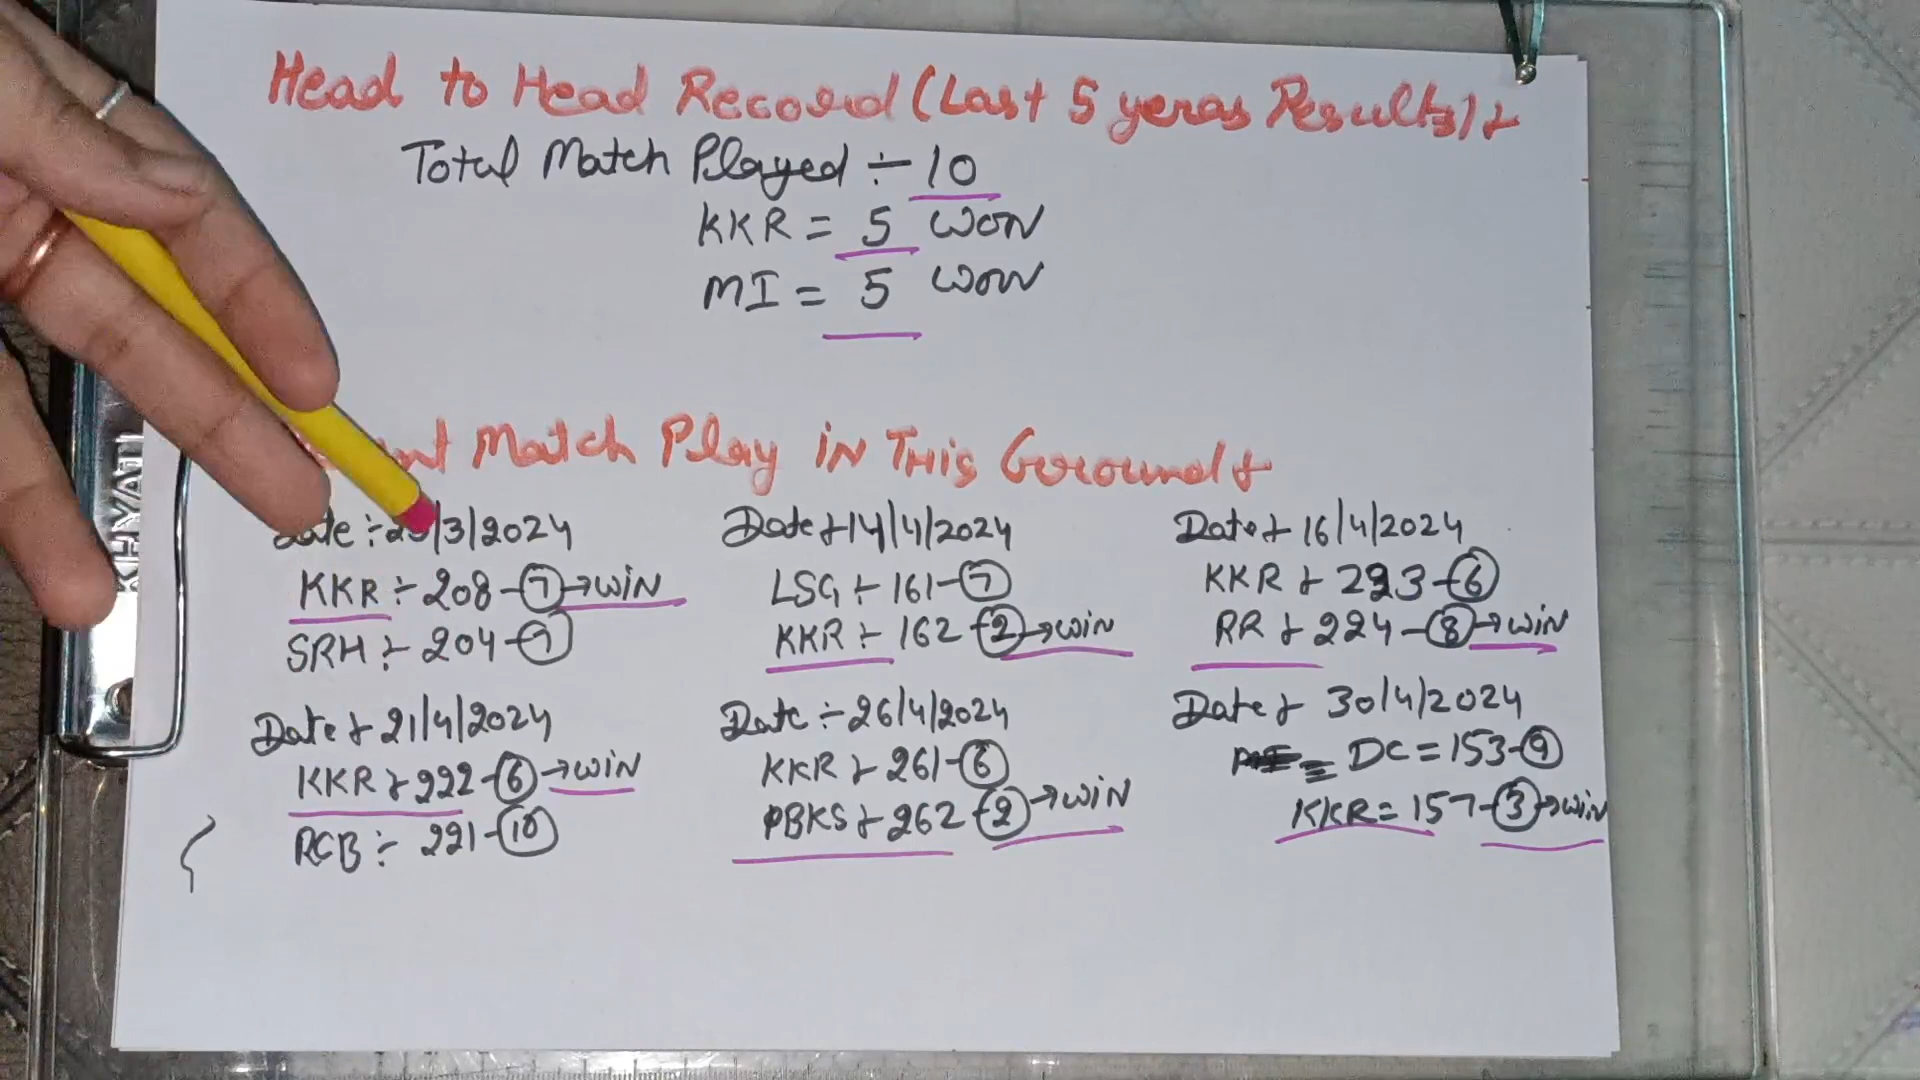 Head to Head Record (Last 5 yeras Results) :-
Total Match Played :- 10
KKR = 5 WON
MI = 5 WON
Match Play in This Ground :-
Date :- /3/2024
KKR :- 208-7 → WiN
SRH :- 204-7
Date :- 14/4/2024
LSG :- 161-7
KKR :- 162-2 → WiN
Date :- 16/4/2024
KKR :- 223-6
RR :- 224-8 → WiN
Date :- 21/4/2024
KKR :- 222-6 → WiN
RCB :- 221-10
Date :- 26/4/2024
KKR :- 261-6
PBKS :- 262-2 → WiN
Date :- 30/4/2024
DC = 153-9
KKR = 157-3 → WiN
KHYATI